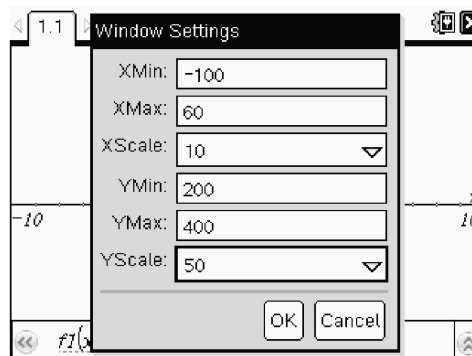 1.1
Window Settings
XMin: -100
XMax: 60
XScale: 10
YMin: 200
YMax: 400
YScale: 50
-10
OK Cancel
f1(x